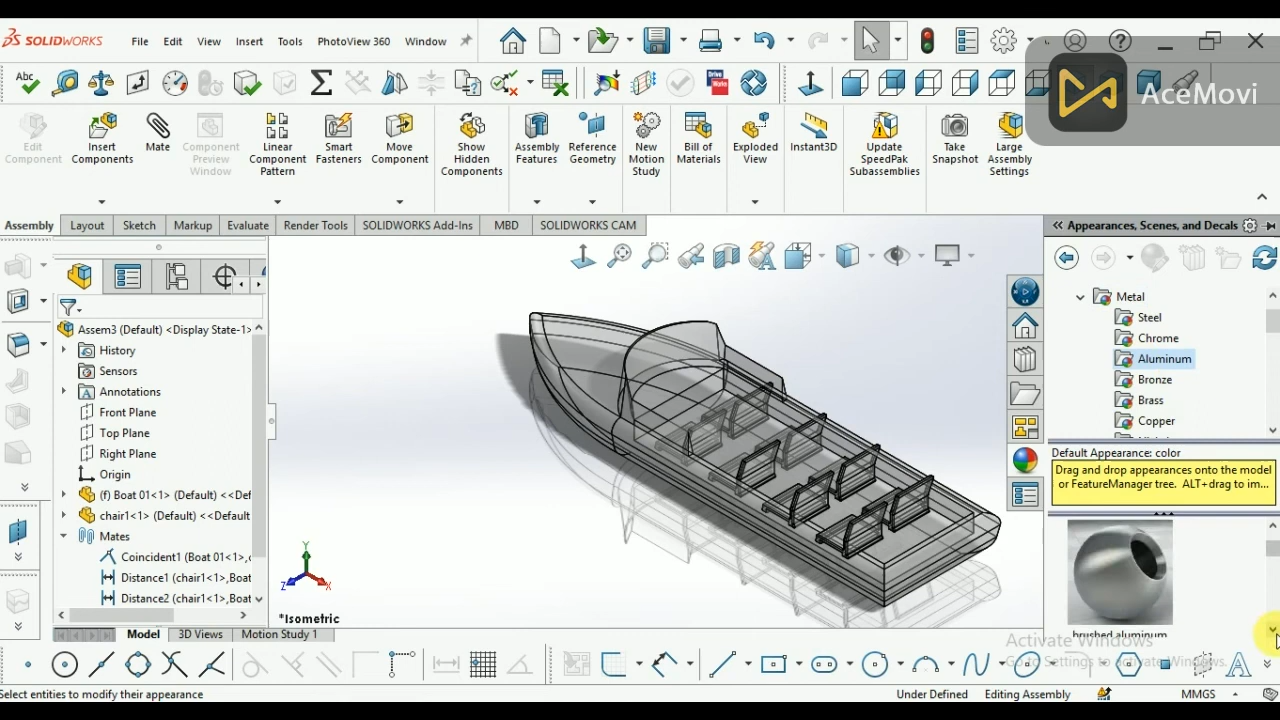 SOLIDWORKS File Edit View Insert Tools PhotoView 360 Window
AceMovi
Abc
Edit Component
Insert Components
Mate
Component Preview Window
Linear Component Pattern
Smart Fasteners
Move Component
Show Hidden Components
Assembly Features
Reference Geometry
New Motion Study
Bill of Materials
Exploded View
Instant3D
Update SpeedPak Subassemblies
Take Snapshot
Large Assembly Settings
Assembly Layout Sketch Markup Evaluate Render Tools SOLIDWORKS Add-Ins MBD SOLIDWORKS CAM
Appearances, Scenes, and Decals
Assem3 (Default) <Display State-1>
History
Sensors
Annotations
Front Plane
Top Plane
Right Plane
Origin
(f) Boat 01<1> (Default) <<Def
chair1<1> (Default) <<Default
Mates
Coincident1 (Boat 01<1>,
Distance1 (chair1<1>,Boat
Distance2 (chair1<1>,Boat
Y
Z
X
*Isometric
Metal
Steel
Chrome
Aluminum
Bronze
Brass
Copper
Default Appearance: color
Drag and drop appearances onto the model
or FeatureManager tree. ALT+drag to im...
brushed aluminum
Model 3D Views Motion Study 1
Activate Windows
Go to Settings to activate Windows.
Select entities to modify their appearance
Under Defined Editing Assembly MMGS